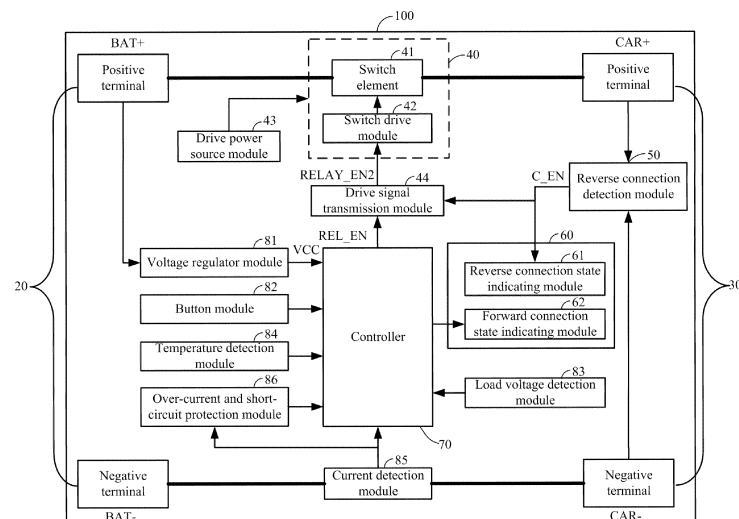 100
BAT+
CAR+
Positive
terminal
41
Switch
element
40
Positive
terminal
43
Drive power
source module
42
Switch drive
module
50
Reverse connection
detection module
C_EN
RELAY_EN2
44
Drive signal
transmission module
REL_EN
81
Voltage regulator module
VCC
60
61
Reverse connection state
indicating module
20
30
82
Button module
62
Forward connection
state indicating module
Controller
84
Temperature detection
module
86
Over-current and short-
circuit protection module
83
Load voltage detection
module
70
Negative
terminal
85
Current detection
module
Negative
terminal
BAT-
CAR-